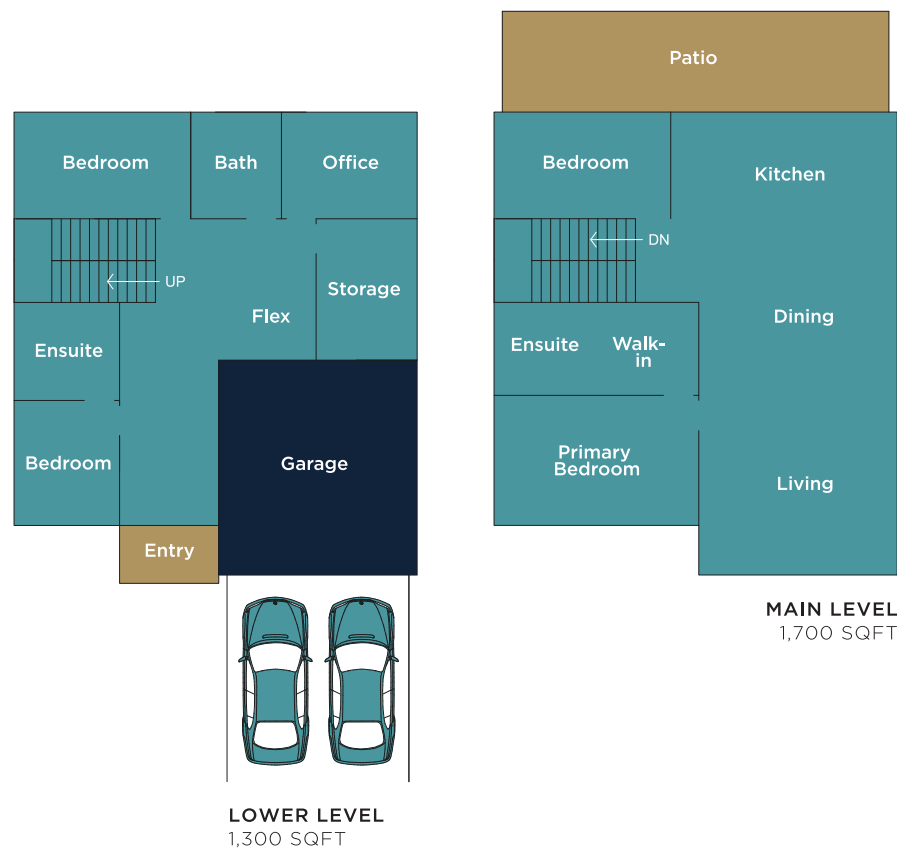 Bedroom
Bath
Office
UP
Flex
Storage
Ensuite
Bedroom
Garage
Entry
LOWER LEVEL
1,300 SQFT
Patio
Bedroom
Kitchen
DN
Dining
Ensuite
Walk-
in
Primary
Bedroom
Living
MAIN LEVEL
1,700 SQFT